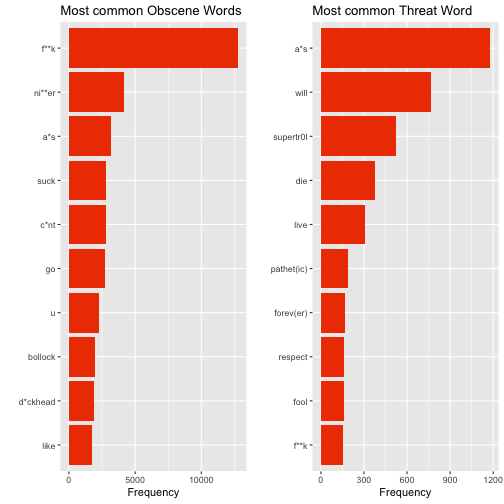 Most common Obscene Words
f**k
ni**er
a*s
suck
c*nt
go
u
bollock
d*ckhead
like
0 5000 10000
Frequency
Most common Threat Word
a*s
will
supertr0l
die
live
pathet(ic)
forev(er)
respect
fool
f**k
0 300 600 900 1200
Frequency